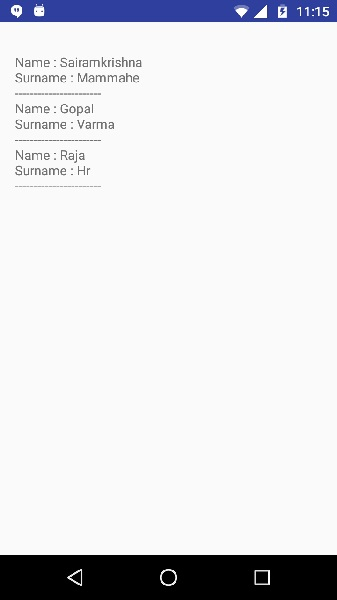 11:15
Name : Sairamkrishna
Surname : Mammahe
-----------------------
Name : Gopal
Surname : Varma
-----------------------
Name : Raja
Surname : Hr
-----------------------